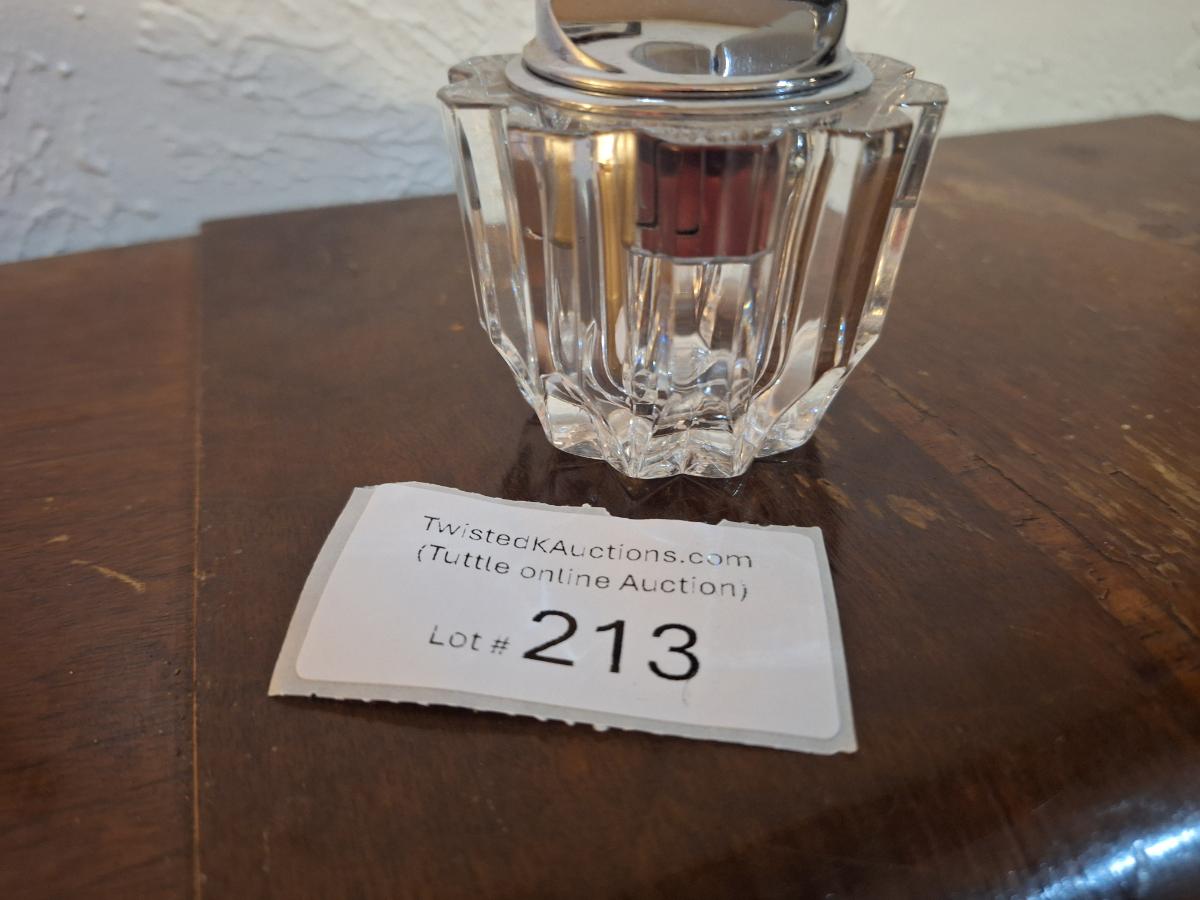 TwistedKAuctions.com
(Tuttle online Auction)
Lot # 213